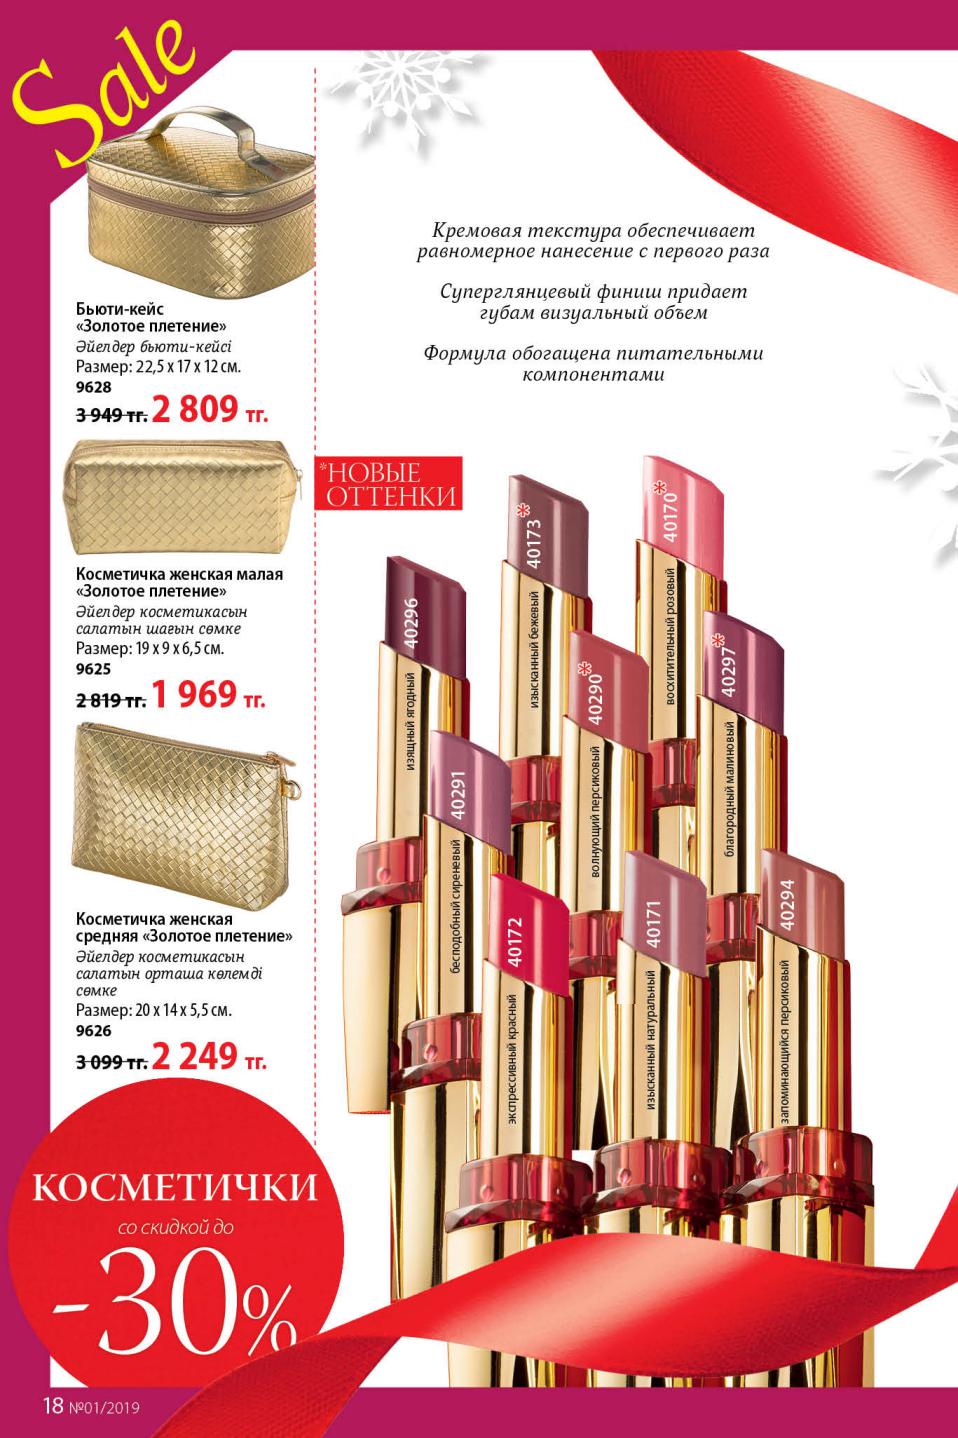 Sale
Бьюти-кейс
«Золотое плетение»
Әйелдер бьюти-кейсі
Размер: 22,5 x 17 x 12 см.
9628
3 949 тг. 2 809 тг.
Косметичка женская малая
«Золотое плетение»
Әйелдер косметикасын
салатын шағын сөмке
Размер: 19 x 9 x 6,5 см.
9625
2 819 тг. 1 969 тг.
Косметичка женская
средняя «Золотое плетение»
Әйелдер косметикасын
салатын орташа көлемді
сөмке
Размер: 20 x 14 x 5,5 см.
9626
3 099 тг. 2 249 тг.
КОСМЕТИЧКИ
со скидкой до
-30%
Кремовая текстура обеспечивает
равномерное нанесение с первого раза
Суперглянцевый финиш придает
губам визуальный объем
Формула обогащена питательными
компонентами
*НОВЫЕ
ОТТЕНКИ
40296
изящный ягодный
40173*
изысканный бежевый
40170*
восхитительный розовый
40291
бесподобный сиреневый
40290*
волнующий персиковый
40297*
благородный малиновый
40172
экспрессивный красный
40171
изысканный натуральный
40294
запоминающийся персиковый
18 №01/2019